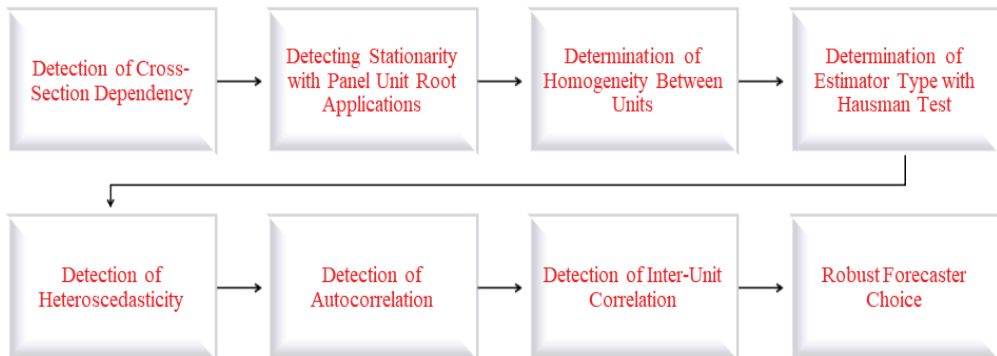 Detection of Cross-
Section Dependency
Detecting Stationarity
with Panel Unit Root
Applications
Determination of
Homogeneity Between
Units
Determination of
Estimator Type with
Hausman Test
Detection of
Heteroscedasticity
Detection of
Autocorrelation
Detection of Inter-Unit
Correlation
Robust Forecaster
Choice